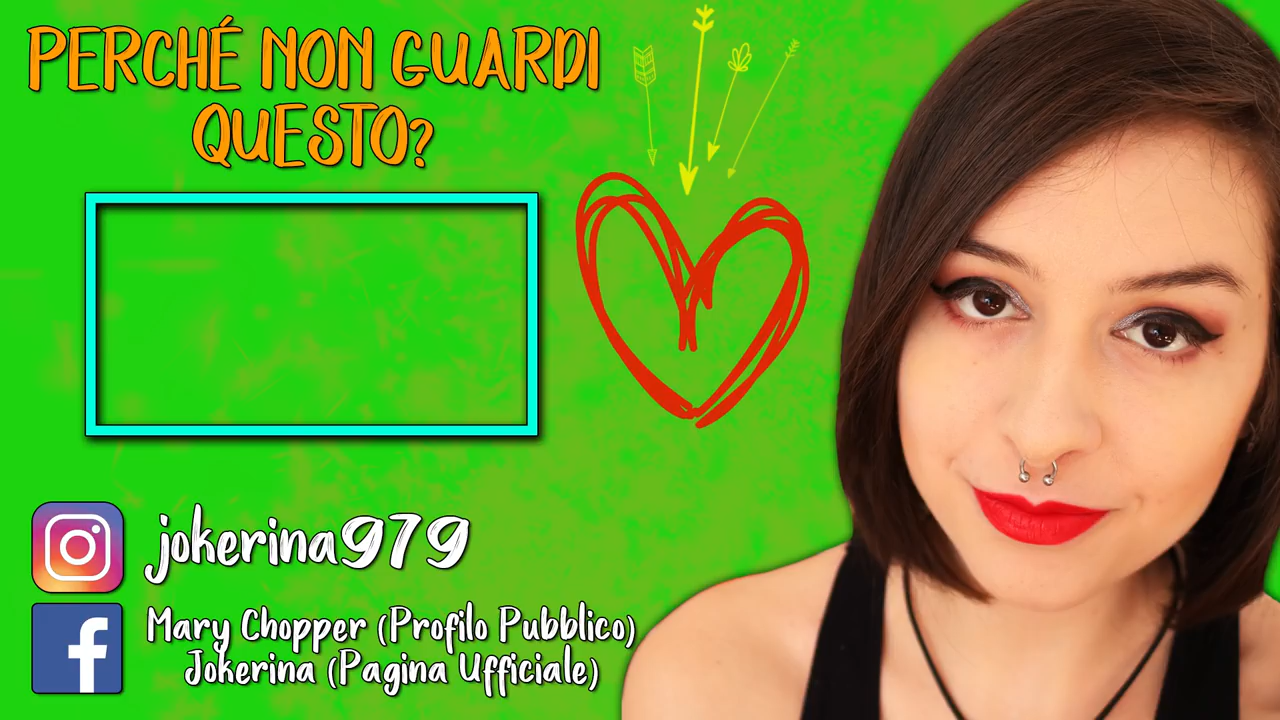 PERCHÉ NON GUARDI
QUESTO?
jokerina979
Mary Chopper (Profilo Pubblico)
Jokerina (Pagina Ufficiale)